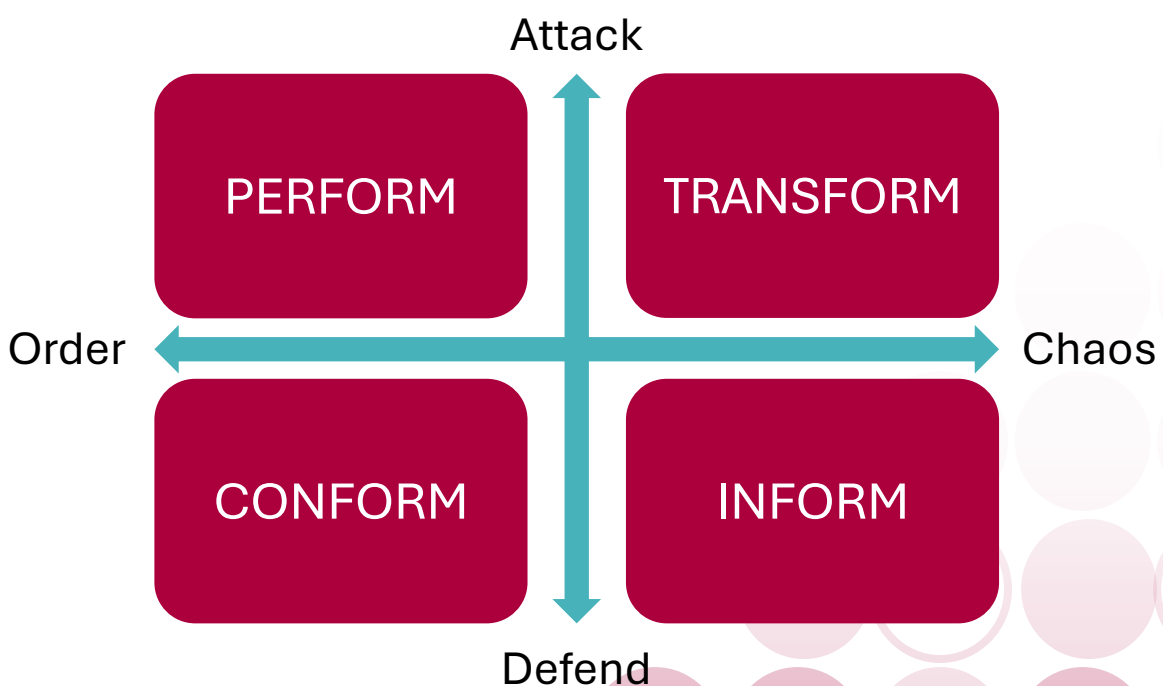 Attack
PERFORM
TRANSFORM
Order
Chaos
CONFORM
INFORM
Defend